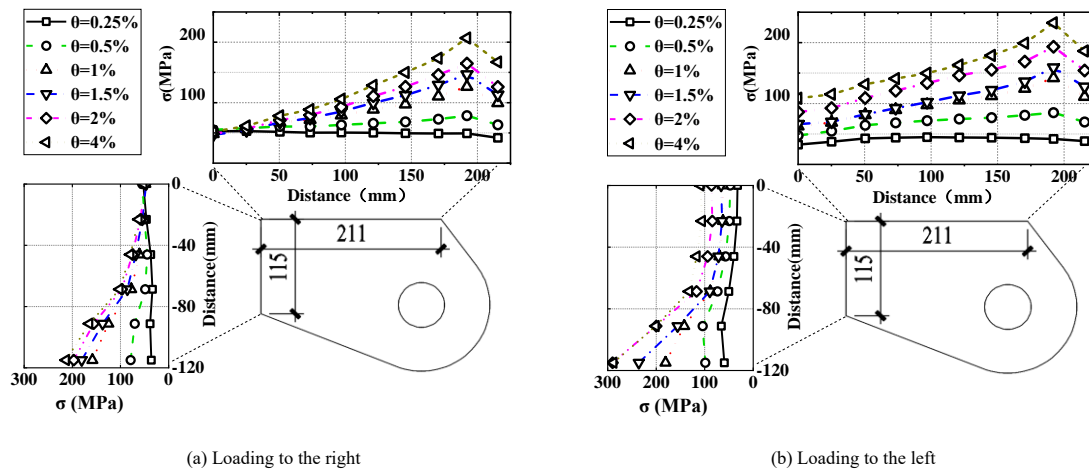 θ=0.25%
θ=0.5%
θ=1%
θ=1.5%
θ=2%
θ=4%
σ(MPa)
200
100
0 50 100 150 200
Distance（mm）
0
-40
-80
-120
Distance(mm)
300 200 100 0
σ (MPa)
211
115
(a) Loading to the right
θ=0.25%
θ=0.5%
θ=1%
θ=1.5%
θ=2%
θ=4%
σ(MPa)
200
100
0 50 100 150 200
Distance（mm）
0
-40
-80
-120
Distance(mm)
300 200 100 0
σ (MPa)
211
115
(b) Loading to the left